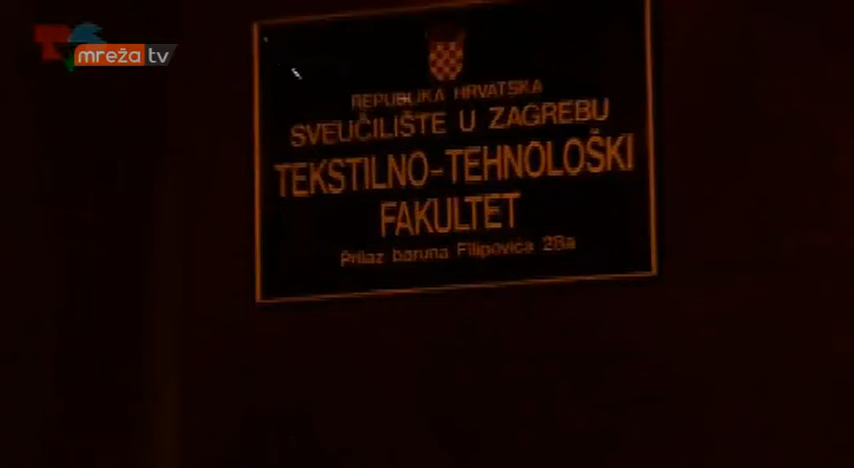 mreža tv
REPUBLIKA HRVATSKA
SVEUČILIŠTE U ZAGREBU
TEKSTILNO-TEHNOLOŠKI
FAKULTET
Prilaz baruna Filipovića 28a